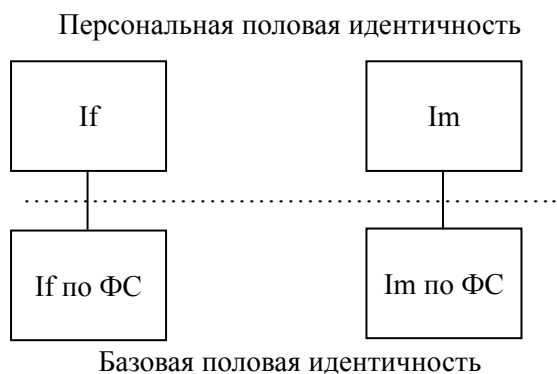 Персональная половая идентичность
If
Im
If по ФС
Im по ФС
Базовая половая идентичность